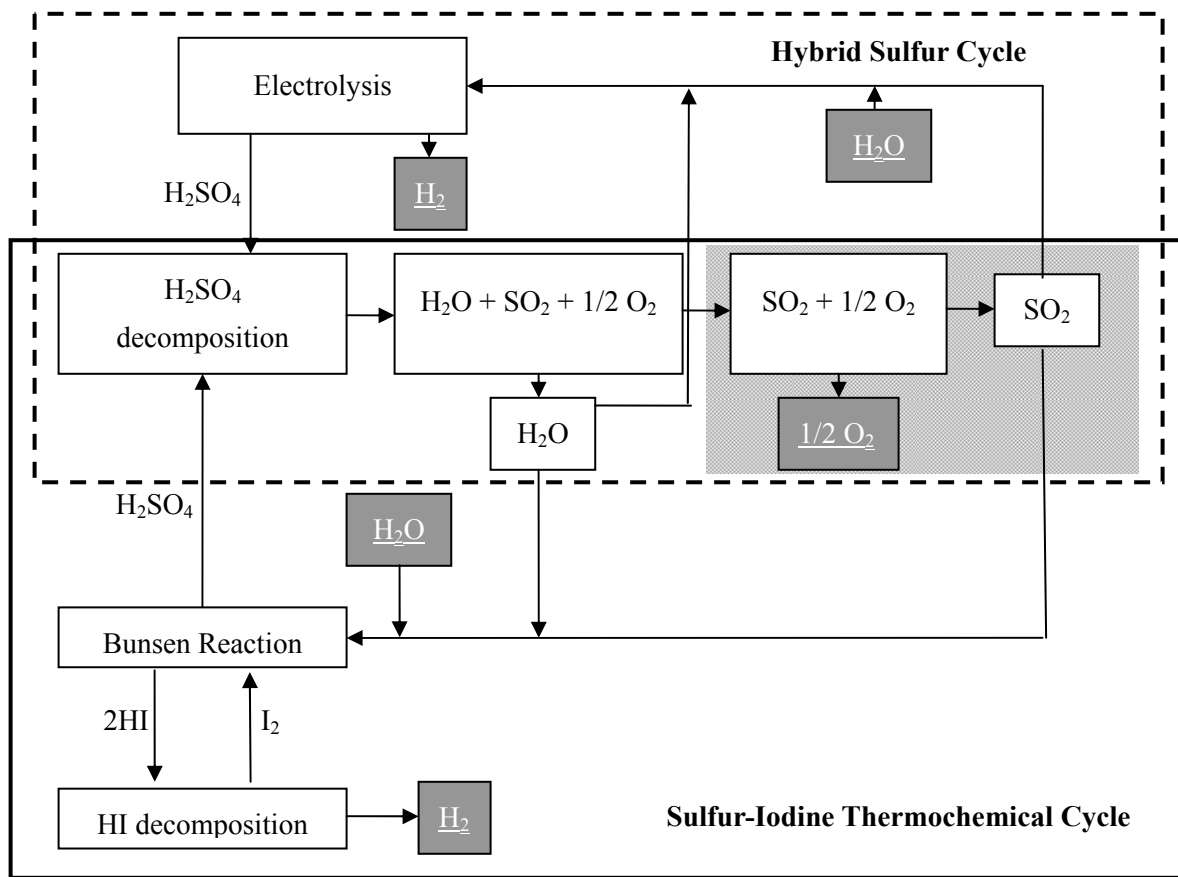 Hybrid Sulfur Cycle
Electrolysis
H₂O
H₂
H₂SO₄
H₂SO₄
decomposition
H₂O + SO₂ + 1/2 O₂
SO₂ + 1/2 O₂
SO₂
H₂O
1/2 O₂
H₂SO₄
H₂O
Bunsen Reaction
2HI
I₂
HI decomposition
H₂
Sulfur-Iodine Thermochemical Cycle